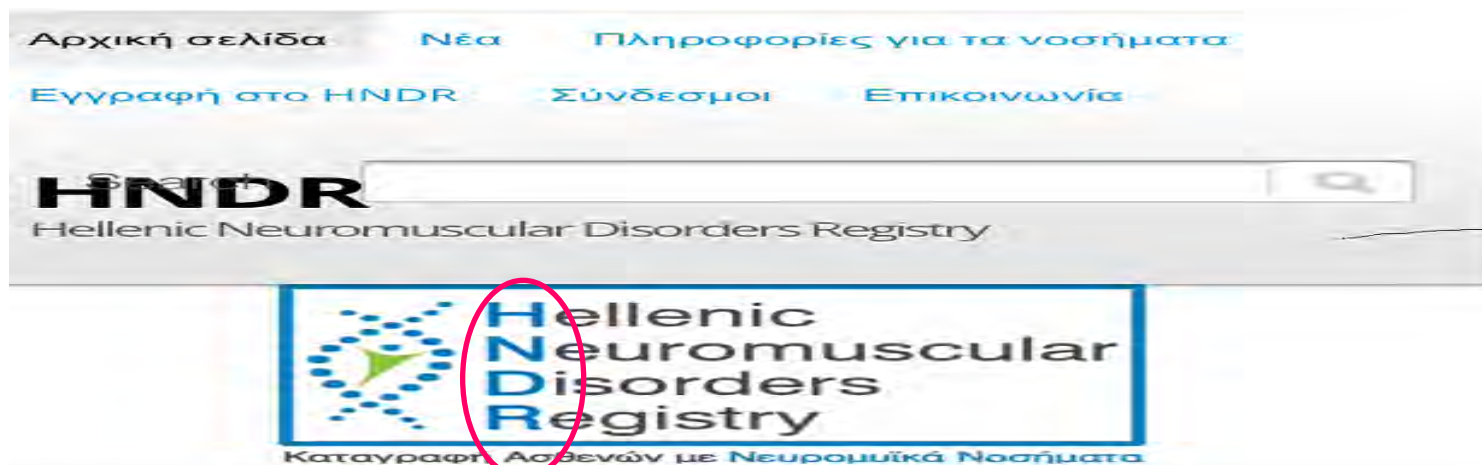 Αρχική σελίδα Νέα Πληροφορίες για τα νοσήματα
Εγγραφή στο HNDR Σύνδεσμοι Επικοινωνία
Search
HNDR
Hellenic Neuromuscular Disorders Registry
Hellenic
Neuromuscular
Disorders
Registry
Καταγραφή Ασθενών με Νευρομυϊκά Νοσήματα